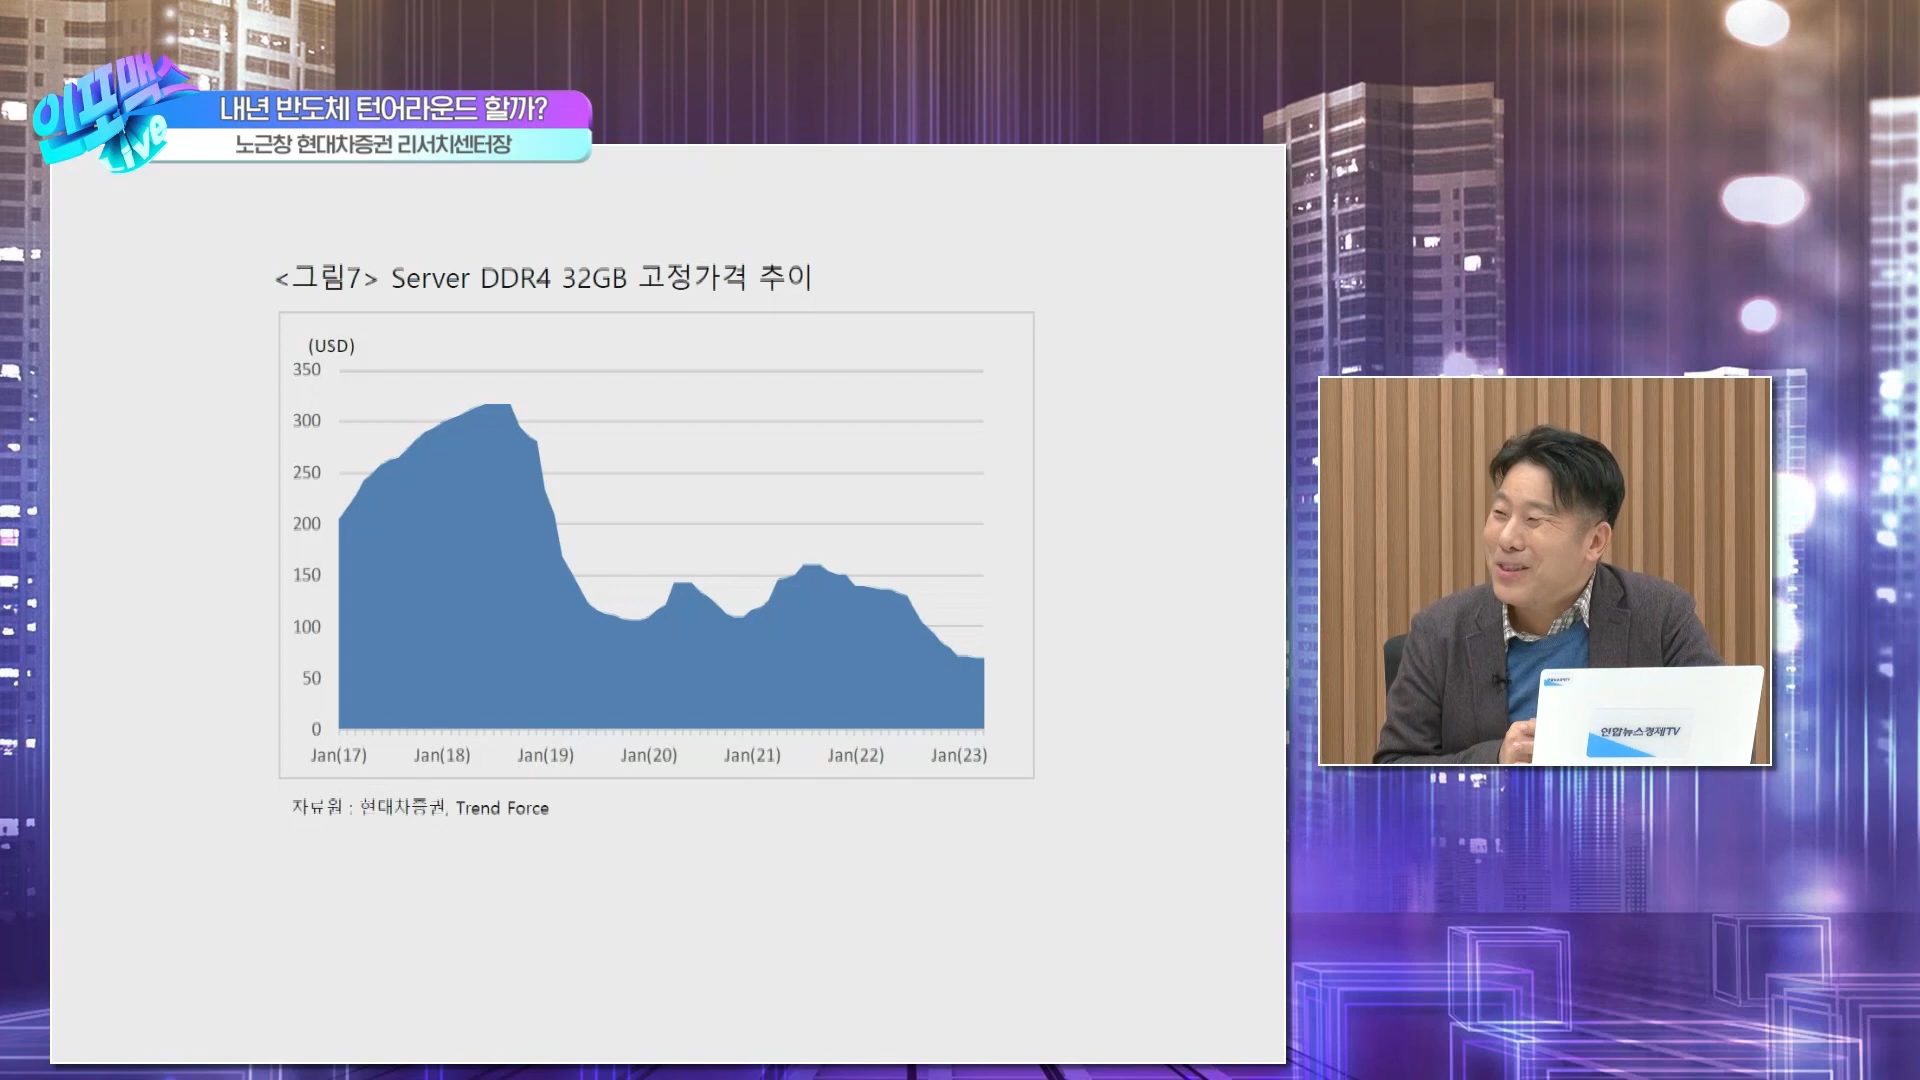 인포맥스
Live
내년 반도체 턴어라운드 할까?
노근창 현대차증권 리서치센터장
<그림7> Server DDR4 32GB 고정가격 추이
(USD)
350
300
250
200
150
100
50
0
Jan(17) Jan(18) Jan(19) Jan(20) Jan(21) Jan(22) Jan(23)
자료원 : 현대차증권, Trend Force
연합뉴스경제TV